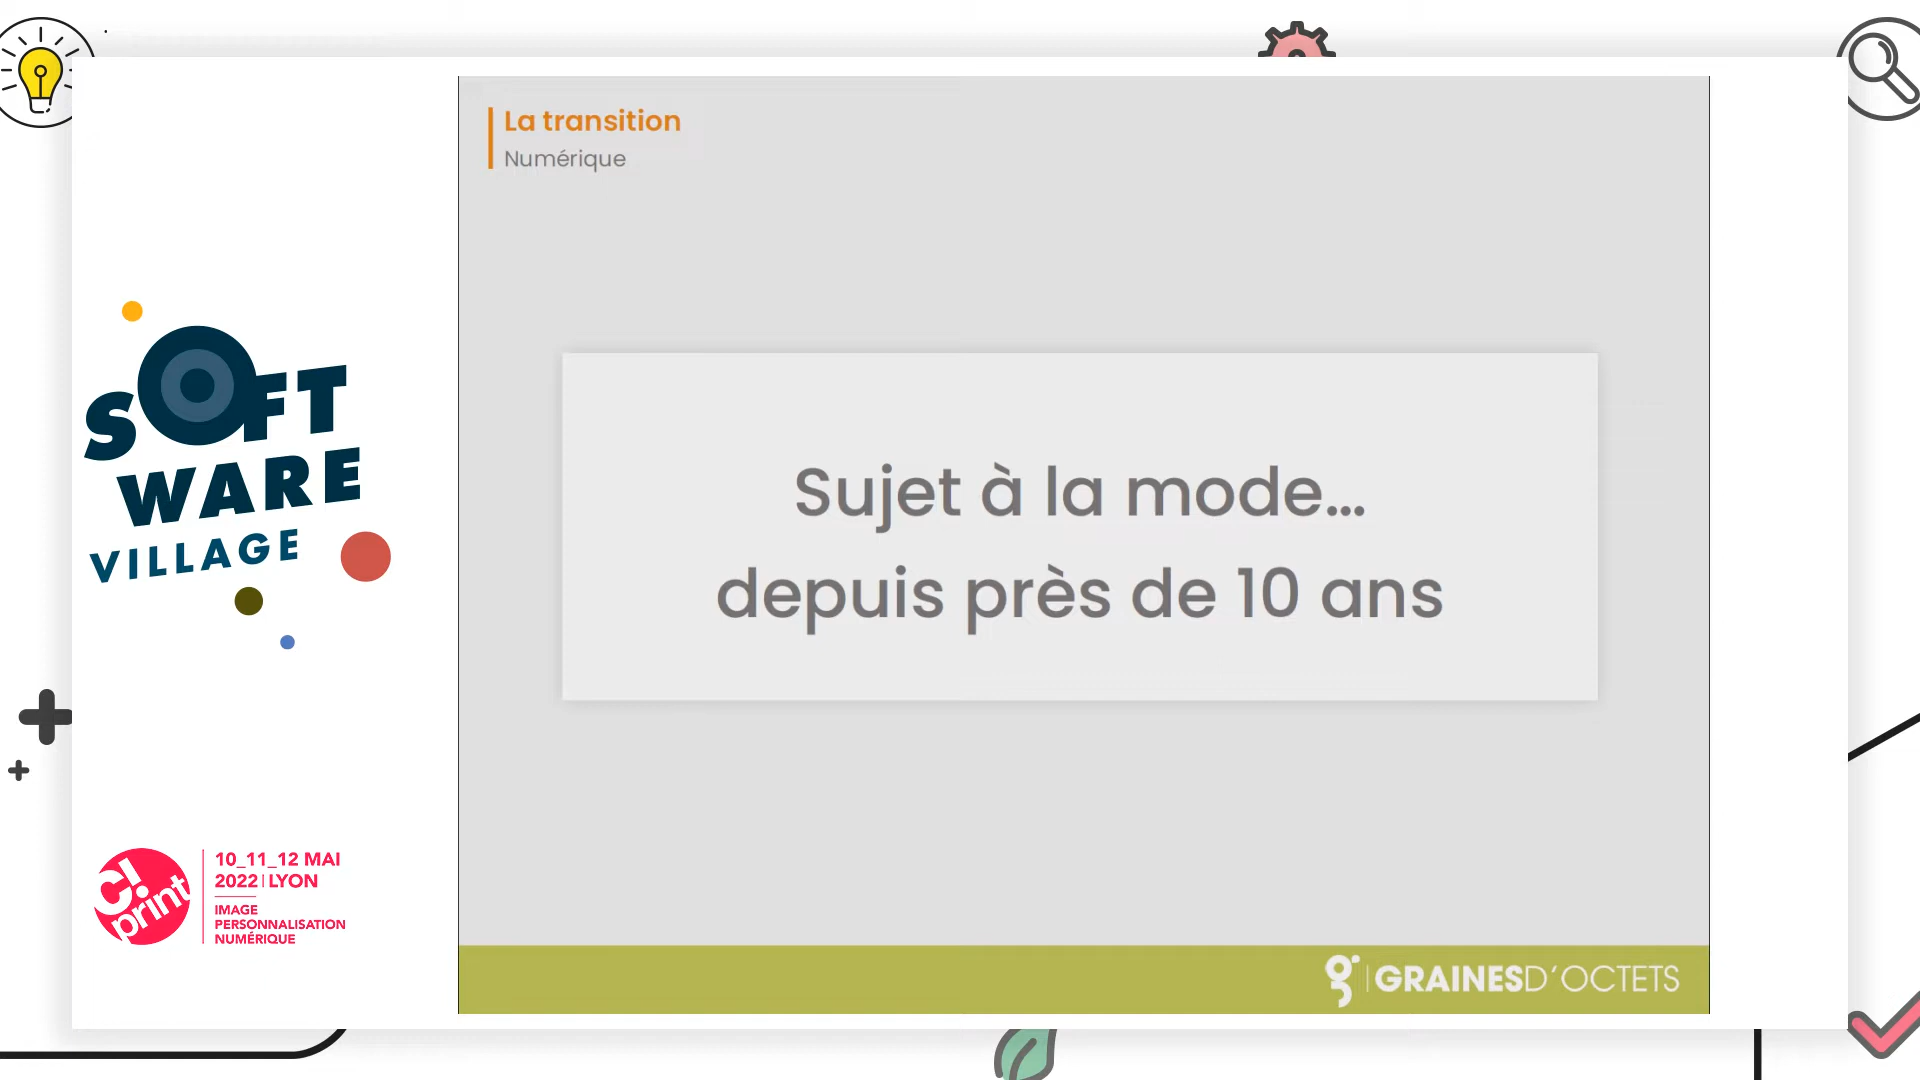 La transition
Numérique
SOFT
WARE
VILLAGE
Sujet à la mode...
depuis près de 10 ans
C!print
10_11_12 MAI
2022 | LYON
IMAGE
PERSONNALISATION
NUMÉRIQUE
g | GRAINESD'OCTETS